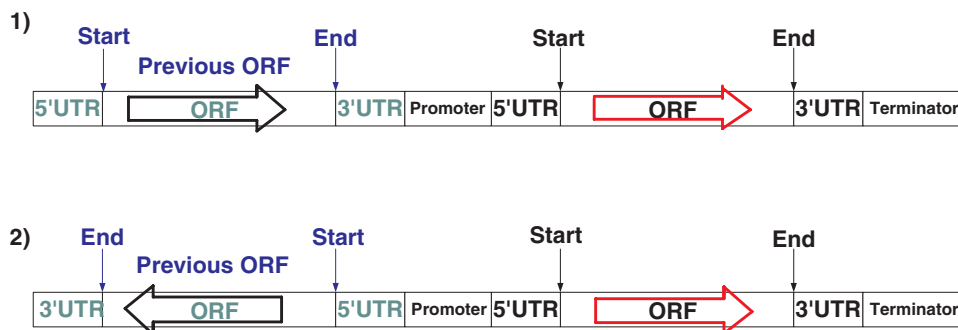 1)
Start End Start End
Previous ORF
5'UTR ORF 3'UTR Promoter 5'UTR ORF 3'UTR Terminator
2)
End Start Start End
Previous ORF
3'UTR ORF 5'UTR Promoter 5'UTR ORF 3'UTR Terminator